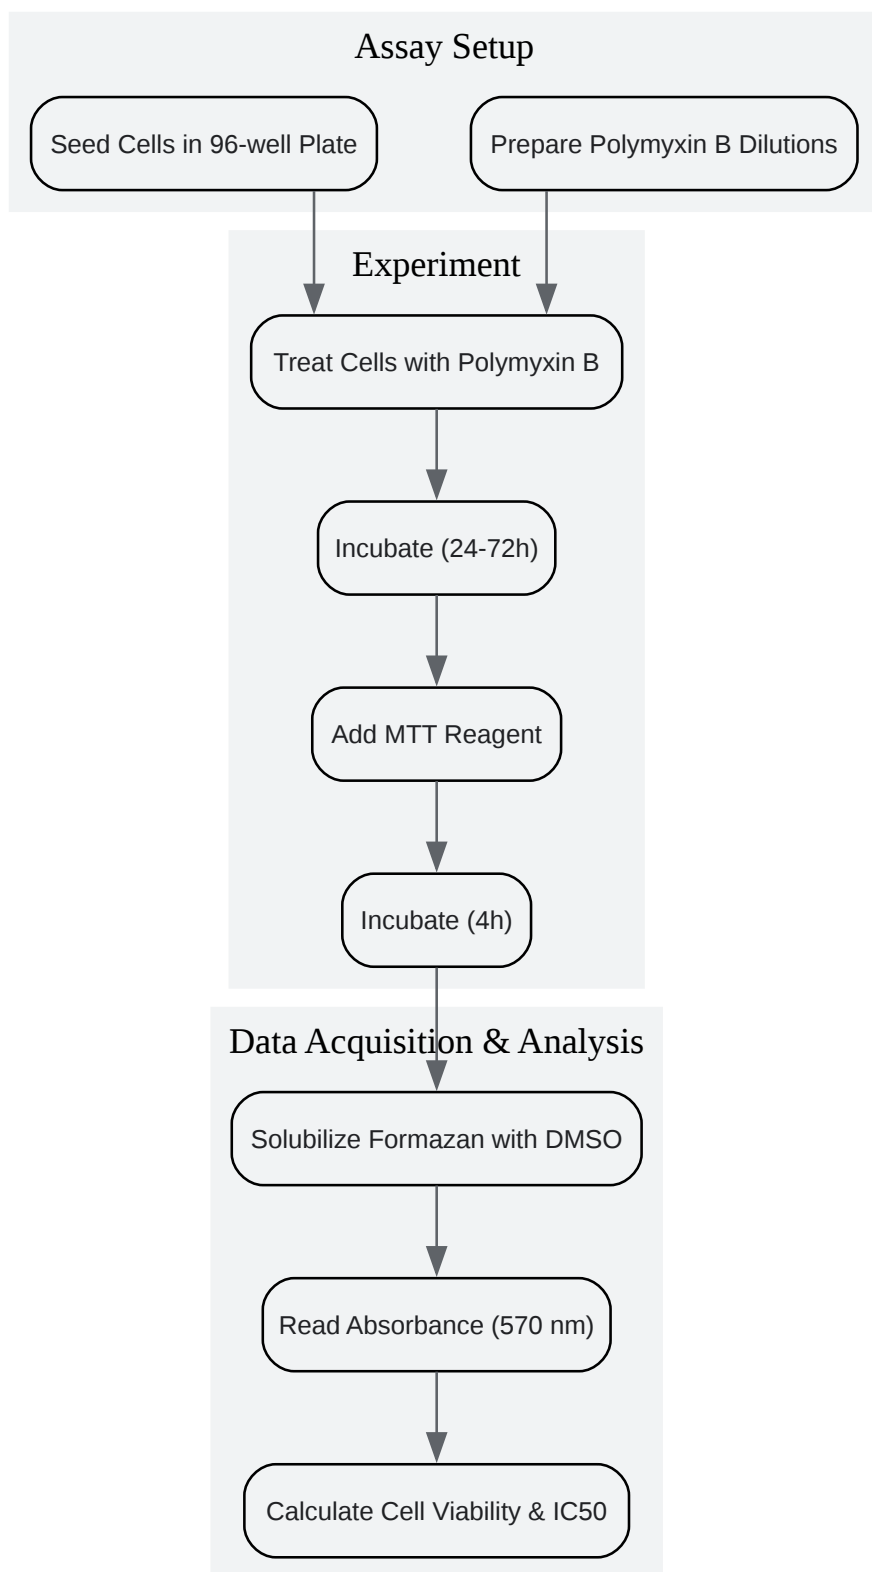 Assay Setup
Seed Cells in 96-well Plate
Prepare Polymyxin B Dilutions
Experiment
Treat Cells with Polymyxin B
Incubate (24-72h)
Add MTT Reagent
Incubate (4h)
Data Acquisition & Analysis
Solubilize Formazan with DMSO
Read Absorbance (570 nm)
Calculate Cell Viability & IC50